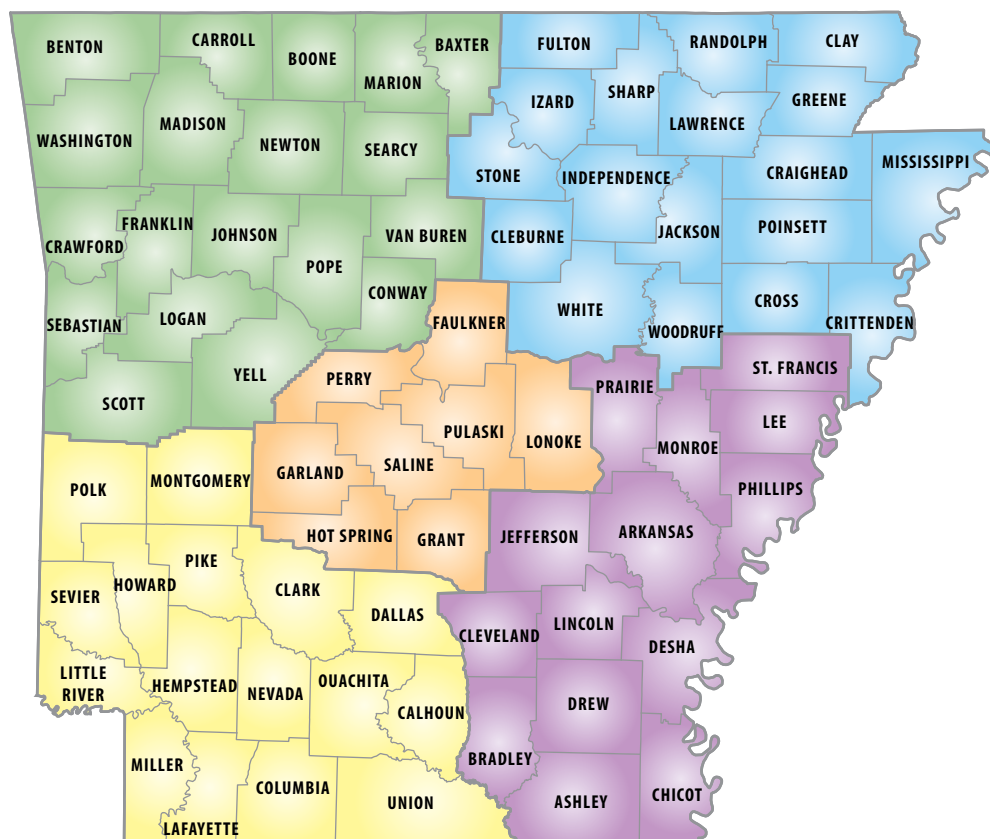 BENTON
CARROLL
BOONE
MARION
BAXTER
FULTON
RANDOLPH
CLAY
WASHINGTON
MADISON
NEWTON
SEARCY
IZARD
SHARP
LAWRENCE
GREENE
STONE
INDEPENDENCE
CRAIGHEAD
MISSISSIPPI
CRAWFORD
FRANKLIN
JOHNSON
POPE
VAN BUREN
CLEBURNE
JACKSON
POINSETT
SEBASTIAN
LOGAN
CONWAY
FAULKNER
WHITE
WOODRUFF
CROSS
CRITTENDEN
SCOTT
YELL
PERRY
PULASKI
LONOKE
PRAIRIE
ST. FRANCIS
LEE
POLK
MONTGOMERY
GARLAND
SALINE
MONROE
PHILLIPS
HOT SPRING
GRANT
JEFFERSON
ARKANSAS
SEVIER
HOWARD
PIKE
CLARK
DALLAS
CLEVELAND
LINCOLN
DESHA
LITTLE
RIVER
HEMPSTEAD
NEVADA
OUACHITA
CALHOUN
DREW
BRADLEY
MILLER
LAFAYETTE
COLUMBIA
UNION
ASHLEY
CHICOT